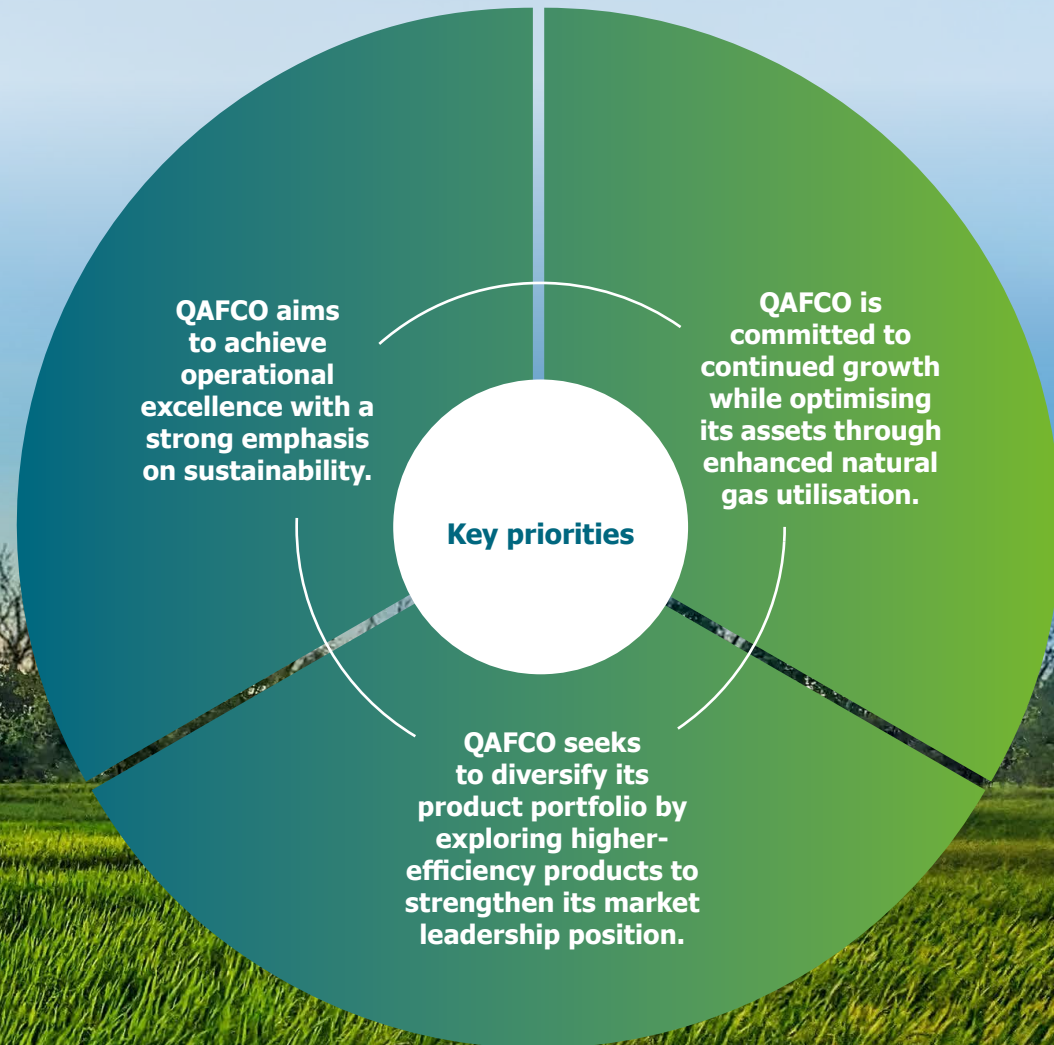 QAFCO aims
to achieve
operational
excellence with a
strong emphasis
on sustainability.
QAFCO is
committed to
continued growth
while optimising
its assets through
enhanced natural
gas utilisation.
Key priorities
QAFCO seeks
to diversify its
product portfolio by
exploring higher-
efficiency products to
strengthen its market
leadership position.